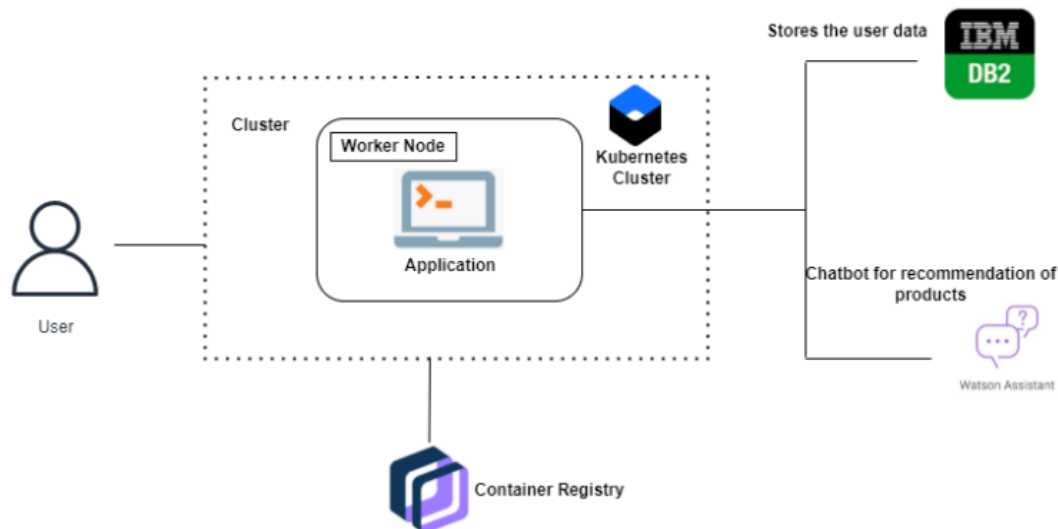 Stores the user data
IBM
DB2
Cluster
Worker Node
Kubernetes
Cluster
Application
User
Chatbot for recommendation of
products
?
Watson Assistant
Container Registry